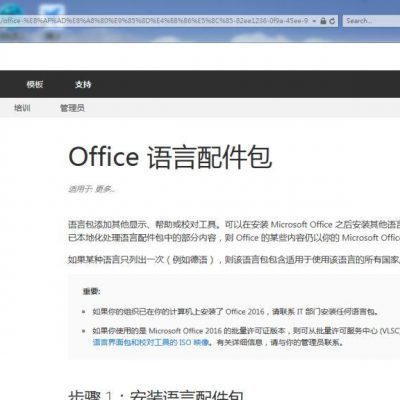 /office-%E8%AF%AD%E8%A8%80%E9%85%8D%E4%BB%B6%E5%8C%85-82ee1236-0f9a-45ee-9
模板 支持
培训 管理员
Office 语言配件包
适用于 更多..
语言包添加其他显示、帮助或校对工具。可以在安装 Microsoft Office 之后安装其他语言
已本地化处理语言配件包中的部分内容，则 Office 的某些内容仍以你的 Microsoft Office
如果某种语言只列出一次（例如德语），则该语言包包含适用于使用该语言的所有国家
重要:
如果你的组织已在你的计算机上安装了 Office 2016，请联系 IT 部门安装任何语言包。
如果你使用的是 Microsoft Office 2016 的批量许可证版本，则可从批量许可服务中心 (VLSC)
语言界面包和校对工具的 ISO 映像。有关详细信息，请与你的管理员联系。
步骤 1：安装语言配件包